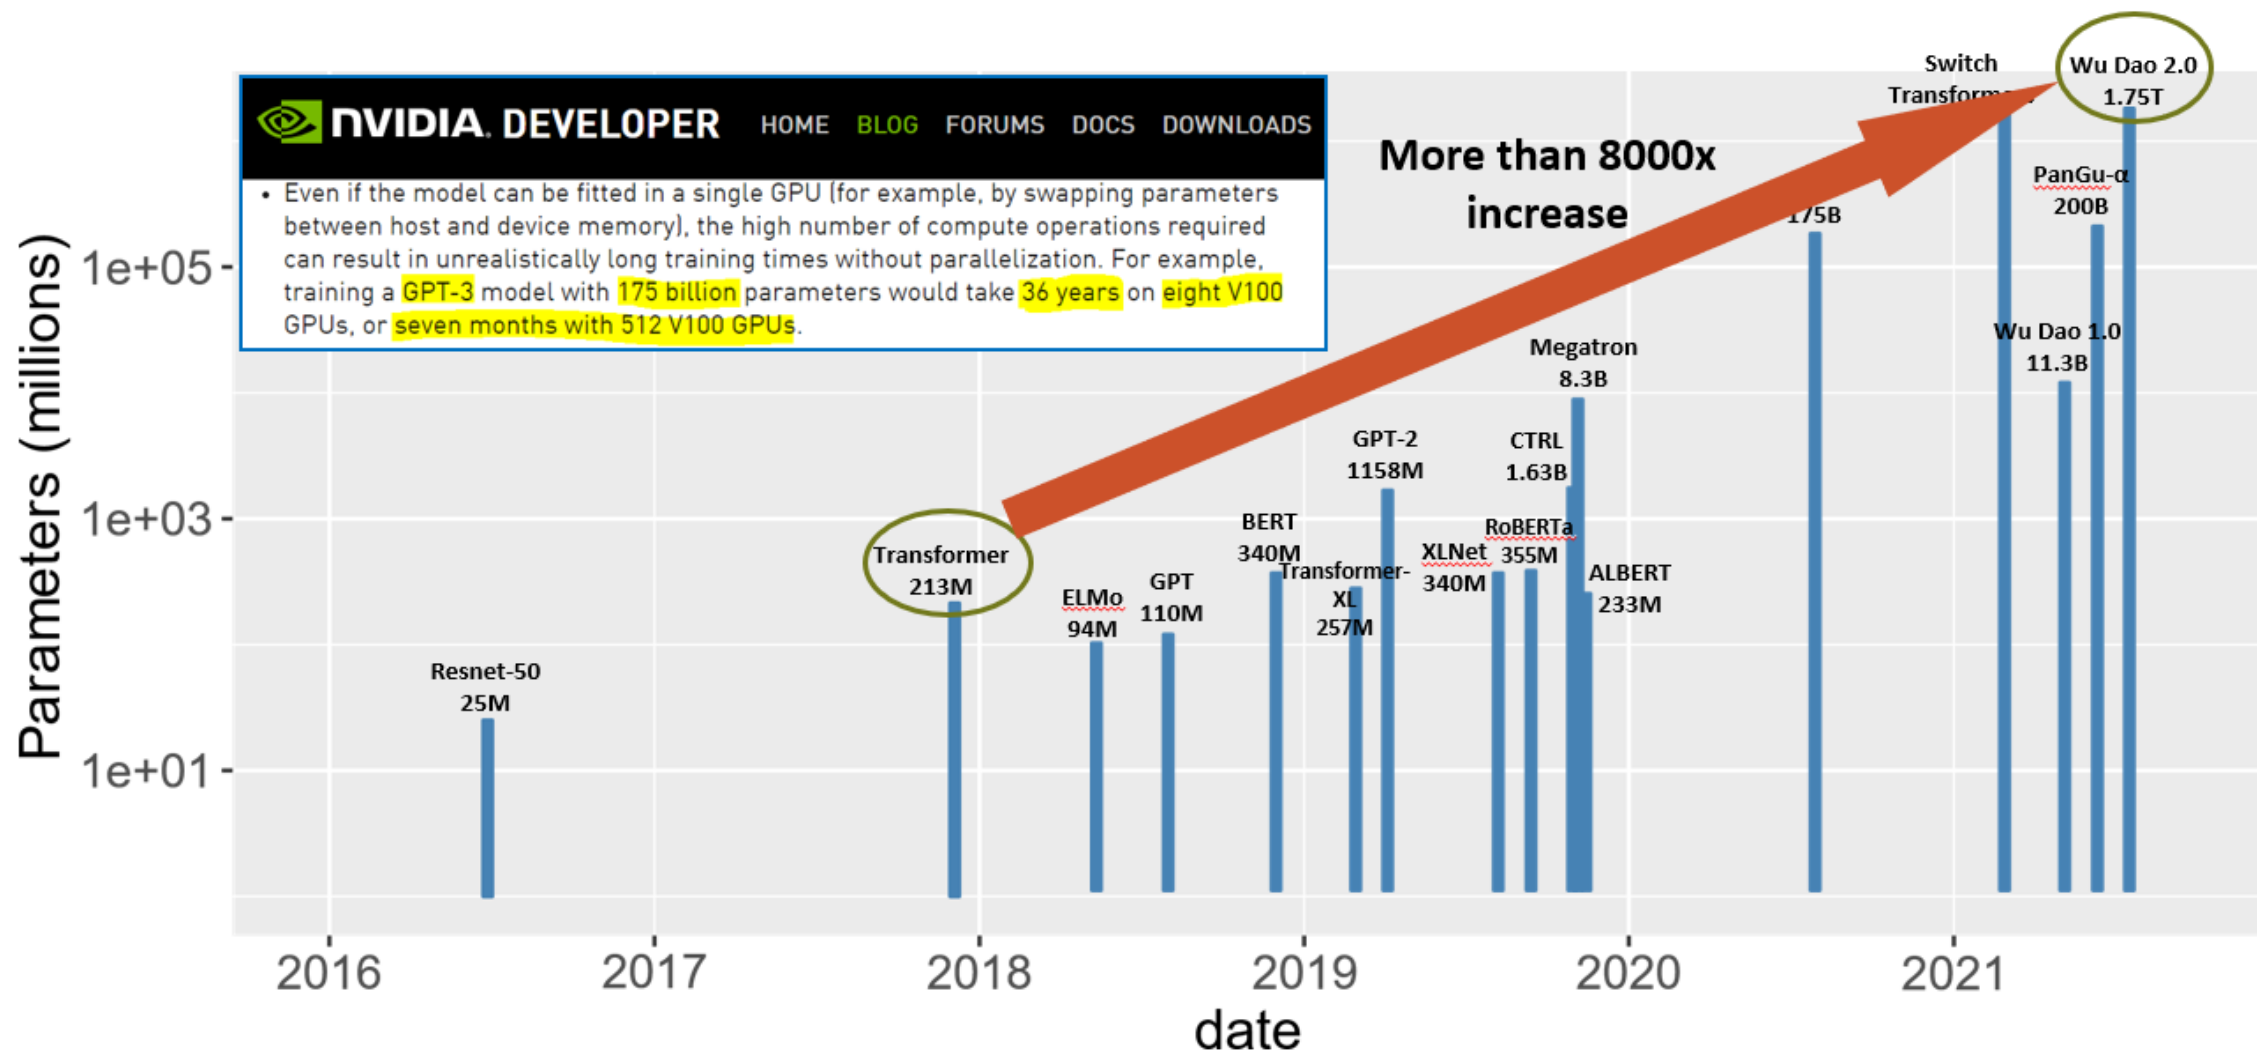 NVIDIA. DEVELOPER HOME BLOG FORUMS DOCS DOWNLOADS
• Even if the model can be fitted in a single GPU (for example, by swapping parameters
between host and device memory), the high number of compute operations required
can result in unrealistically long training times without parallelization. For example,
training a GPT-3 model with 175 billion parameters would take 36 years on eight V100
GPUs, or seven months with 512 V100 GPUs.
More than 8000x
increase
Switch
Wu Dao 2.0
1.75T
PanGu-α
200B
175B
Wu Dao 1.0
11.3B
Megatron
8.3B
GPT-2
1158M
CTRL
1.63B
BERT
340M
Transformer-
XL
257M
XLNet
340M
RoBERTa
355M
ALBERT
233M
Transformer
213M
ELMo
94M
GPT
110M
Resnet-50
25M
Parameters (millions)
1e+05
1e+03
1e+01
2016 2017 2018 2019 2020 2021
date